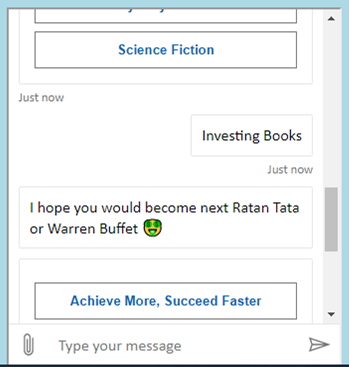 Science Fiction
Just now
Investing Books
Just now
I hope you would become next Ratan Tata
or Warren Buffet 🤑
Achieve More, Succeed Faster
Type your message